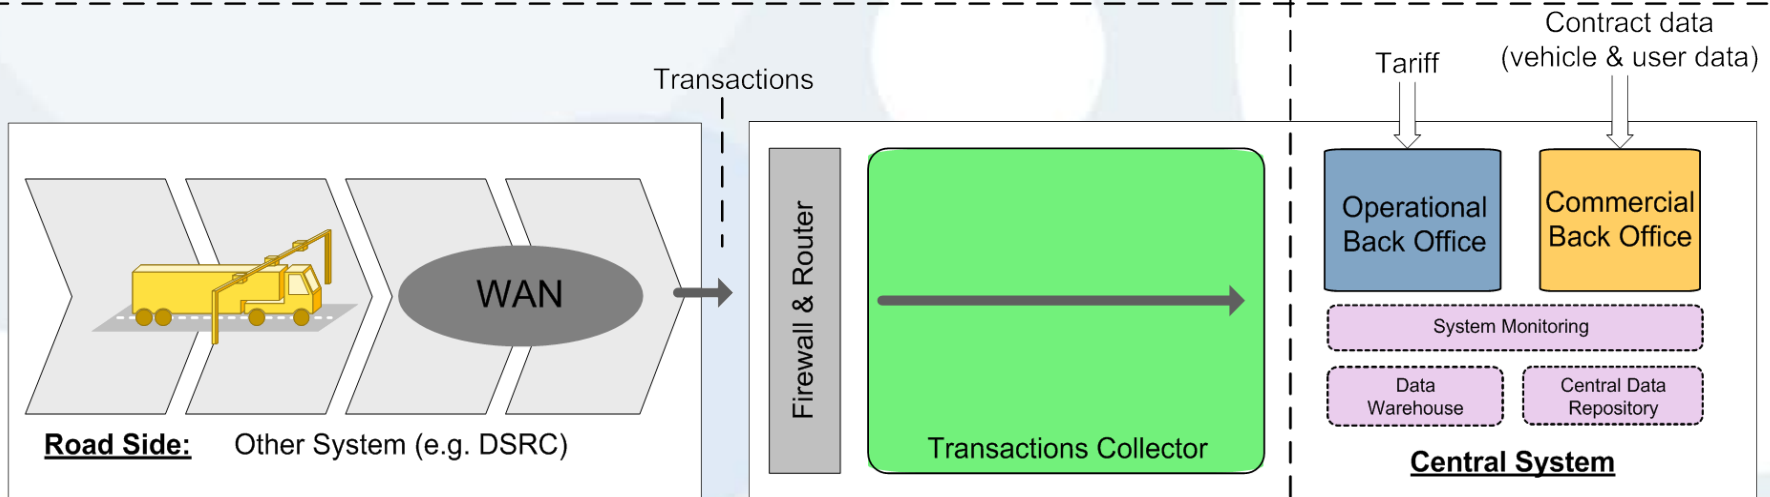 Transactions
Tariff
Contract data
(vehicle & user data)
WAN
Road Side: Other System (e.g. DSRC)
Firewall & Router
Transactions Collector
Operational
Back Office
Commercial
Back Office
System Monitoring
Data
Warehouse
Central Data
Repository
Central System